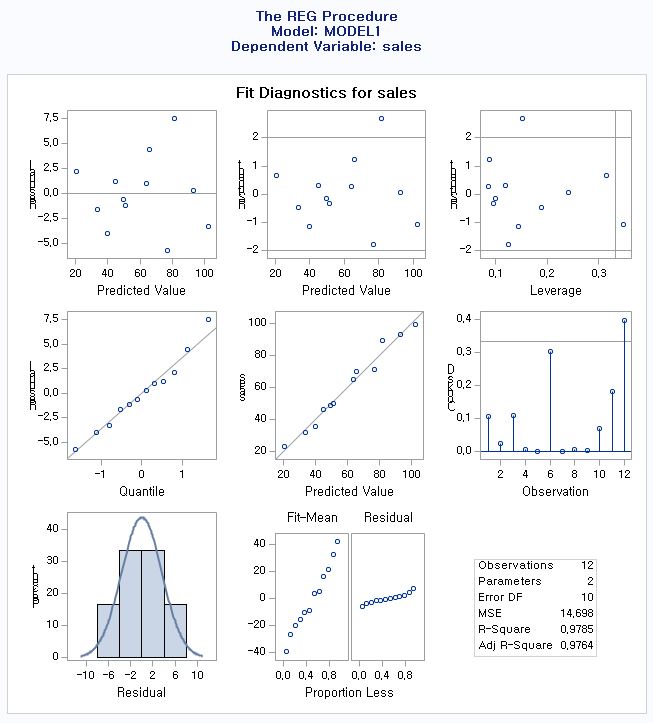 The REG Procedure
Model: MODEL1
Dependent Variable: sales
Fit Diagnostics for sales
7,5
5,0
2,5
0,0
−2,5
−5,0
20 40 60 80 100
Predicted Value
2
1
0
−1
−2
20 40 60 80 100
Predicted Value
2
1
0
−1
−2
0,1 0,2 0,3
Leverage
7,5
5,0
2,5
0,0
−2,5
−5,0
−1 0 1
Quantile
100
80
60
40
20
20 40 60 80 100
Predicted Value
0,4
0,3
0,2
0,1
0,0
2 4 6 8 10 12
Observation
40
30
20
10
0
−10 −6 −2 2 6 10
Residual
Fit−Mean Residual
40
20
0
−20
−40
0,0 0,4 0,8 0,0 0,4 0,8
Proportion Less
Observations 12
Parameters 2
Error DF 10
MSE 14,698
R-Square 0,9785
Adj R-Square 0,9764